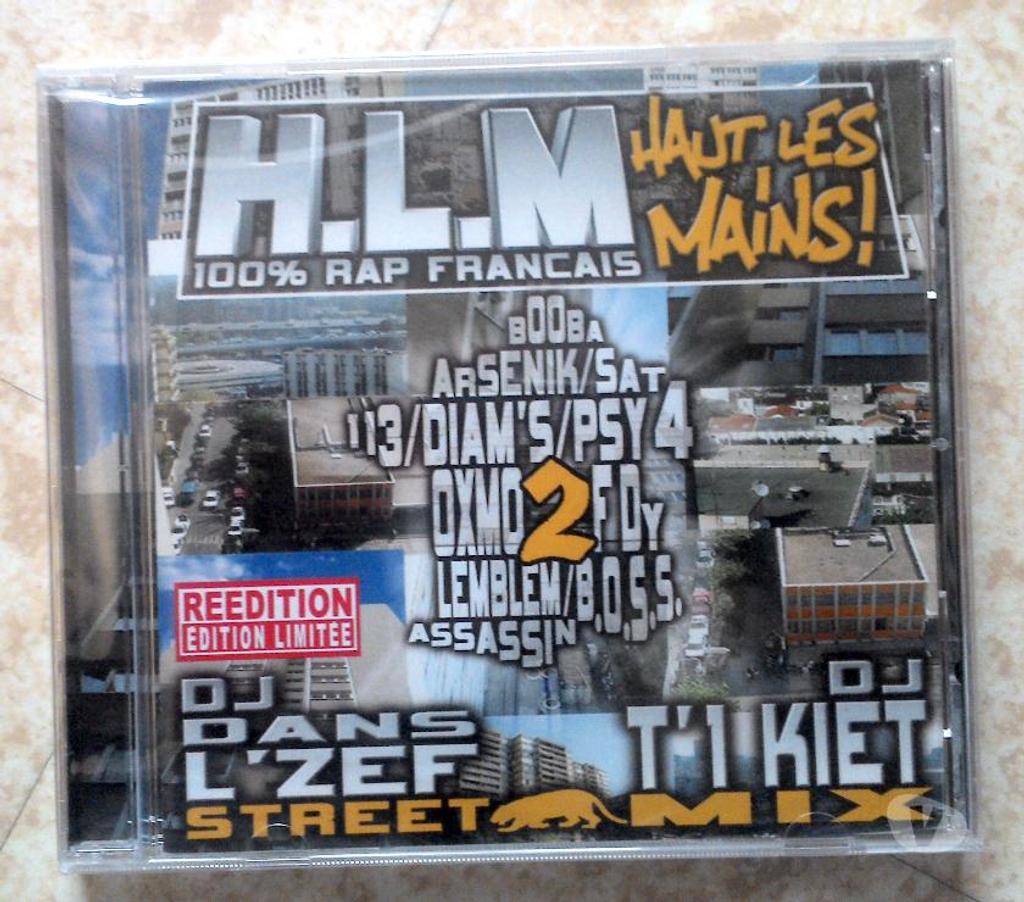 H.L.M
HAUT LES
MAINS!
100% RAP FRANCAIS
BOOBA
ARSENIK/SAT
113/DIAM'S/PSY 4
OXMO 2 F DY
LEMBLEM/B.O.S.S.
ASSASSIN
REEDITION
EDITION LIMITÉE
DJ
DANS
L'ZEF
DJ
T'1 KIET
STREET MIX